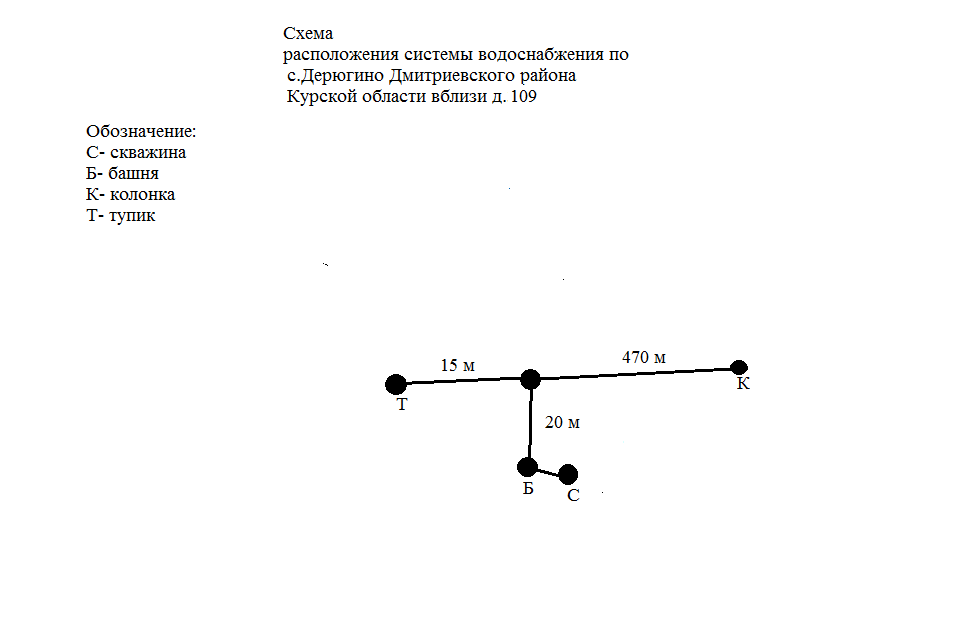 Схема
расположения системы водоснабжения по
с.Дерюгино Дмитриевского района
Курской области вблизи д. 109
Обозначение:
С- скважина
Б- башня
К- колонка
Т- тупик
15 м
470 м
Т
К
20 м
Б
С